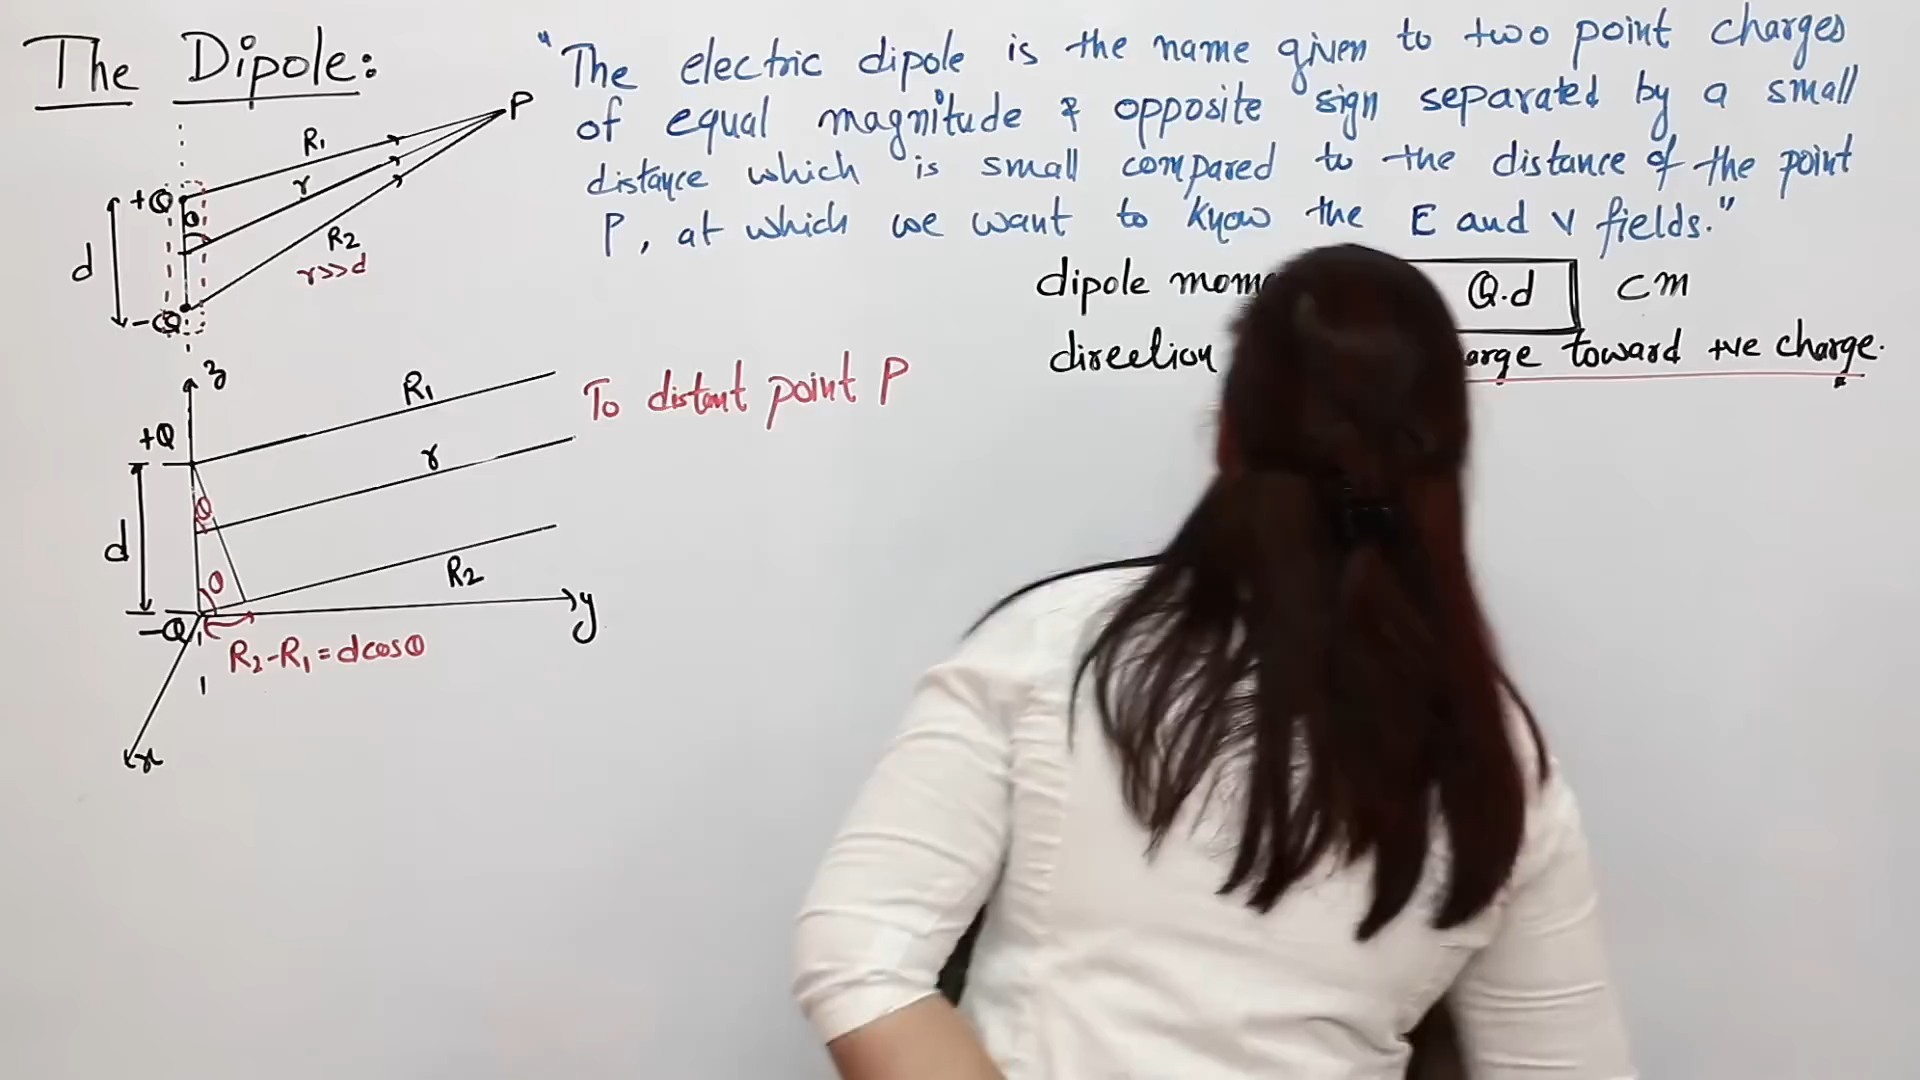 The Dipole:
"The electric dipole is the name given to two point charges
of equal magnitude & opposite sign separated by a small
distance which is small compared to the distance of the point
P, at which we want to know the E and V fields."
P
R1
r
R2
r>>d
+Q
θ
d
-Q
dipole Q.d Cm
direction toward +ve charge.
z
R1
To distant point P
+Q
r
θ
d
R2
θ
y
-Q
R2-R1=dcosθ
x